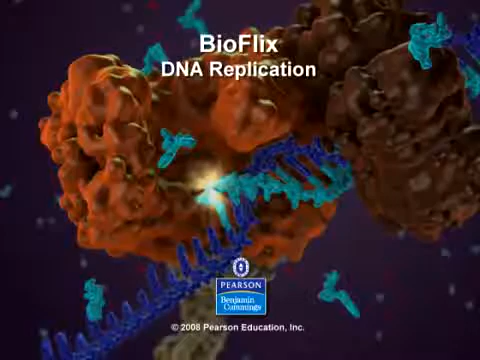 BioFlix
DNA Replication
PEARSON
Benjamin
Cummings
© 2008 Pearson Education, Inc.